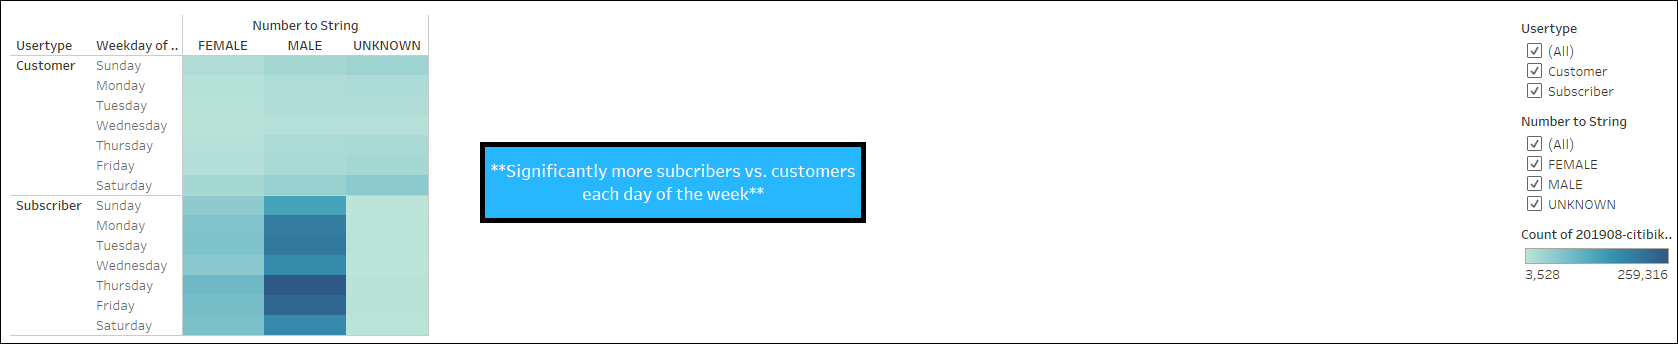 Number to String
Usertype Weekday of .. FEMALE MALE UNKNOWN
Customer Sunday
Monday
Tuesday
Wednesday
Thursday
Friday
Saturday
Subscriber Sunday
Monday
Tuesday
Wednesday
Thursday
Friday
Saturday
**Significantly more subcribers vs. customers
each day of the week**
Usertype
(All)
Customer
Subscriber
Number to String
(All)
FEMALE
MALE
UNKNOWN
Count of 201908-citibik..
3,528 259,316